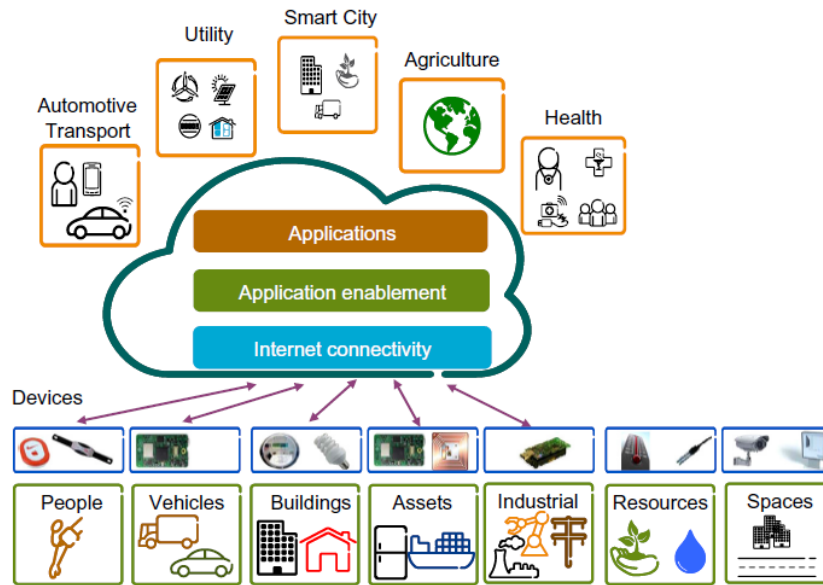 Smart City
Utility
Agriculture
Automotive
Transport
Health
Applications
Application enablement
Internet connectivity
Devices
People
Vehicles
Buildings
Assets
Industrial
Resources
Spaces